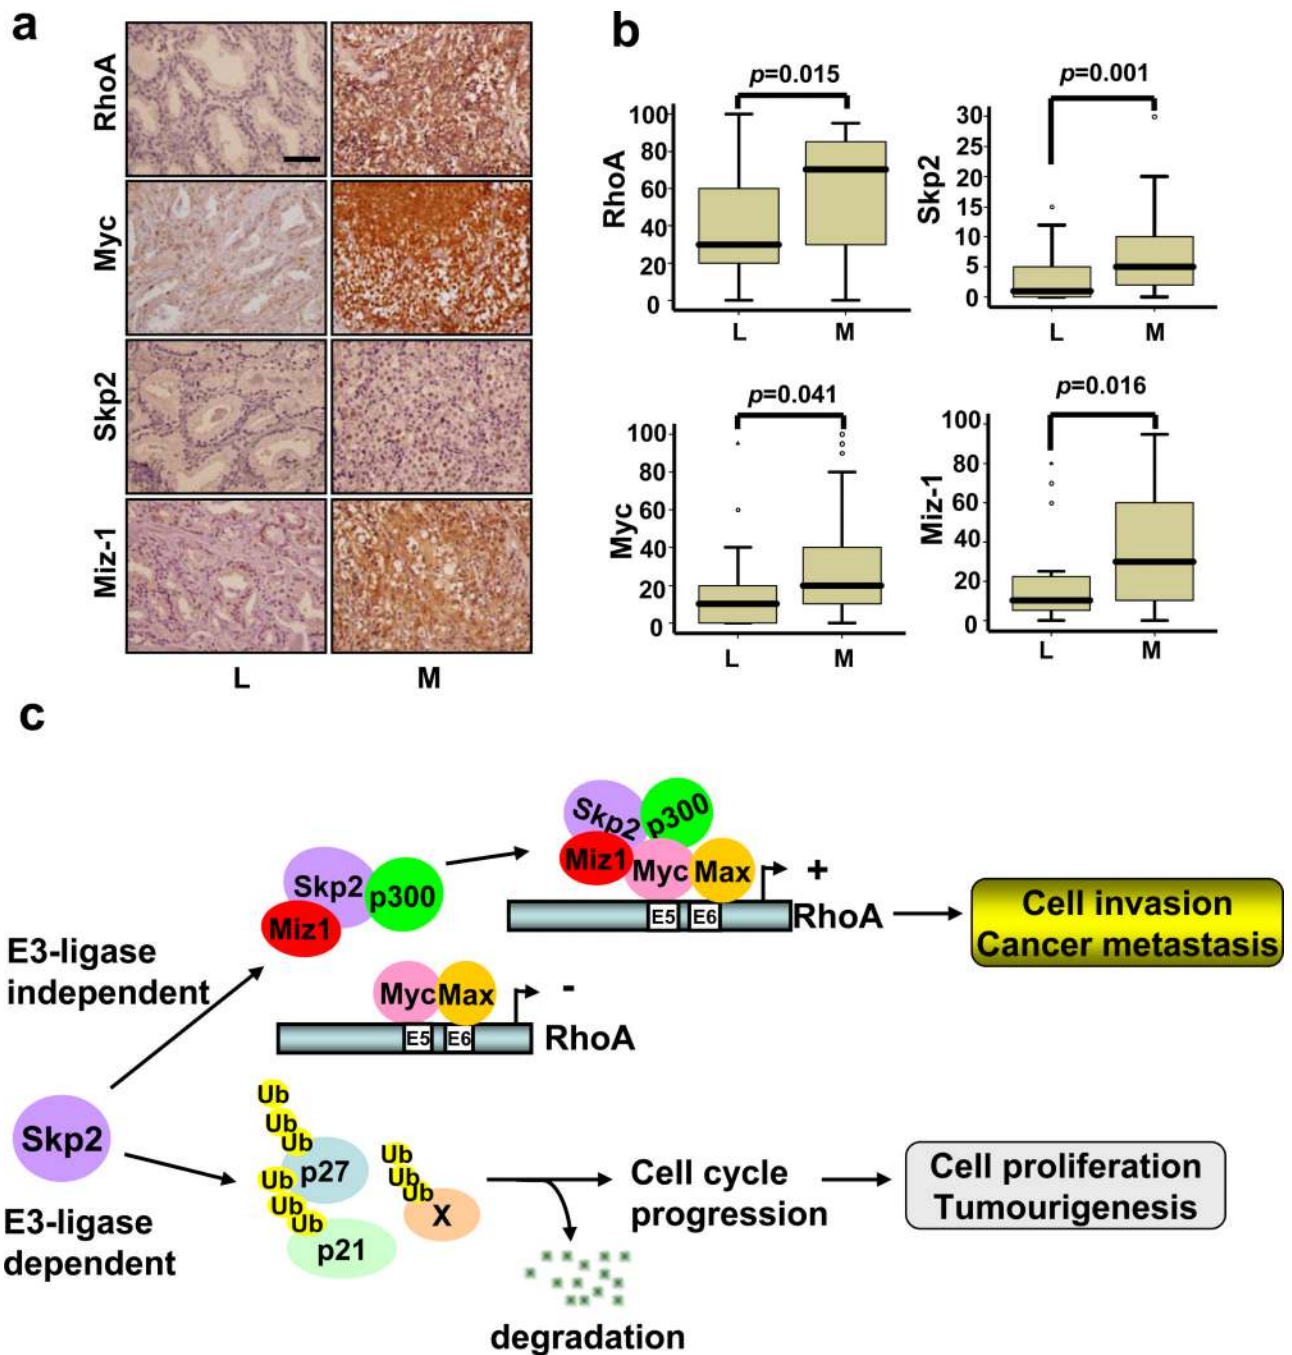 a
RhoA
Myc
Skp2
Miz-1
L M
b
p=0.015
RhoA
100
80
60
40
20
0
L M
p=0.001
Skp2
30
25
20
15
10
5
0
L M
p=0.041
Myc
100
80
60
40
20
0
L M
p=0.016
Miz-1
100
80
60
40
20
0
L M
c
E3-ligase
independent
Skp2
p300
Miz1
Skp2
p300
Miz1
Myc
Max
+
E5 E6
RhoA
Cell invasion
Cancer metastasis
Myc
Max
-
E5 E6
RhoA
Skp2
E3-ligase
dependent
Ub
Ub
Ub
p27
Ub
Ub
Ub
p21
Ub
Ub
Ub
X
degradation
Cell cycle
progression
Cell proliferation
Tumourigenesis